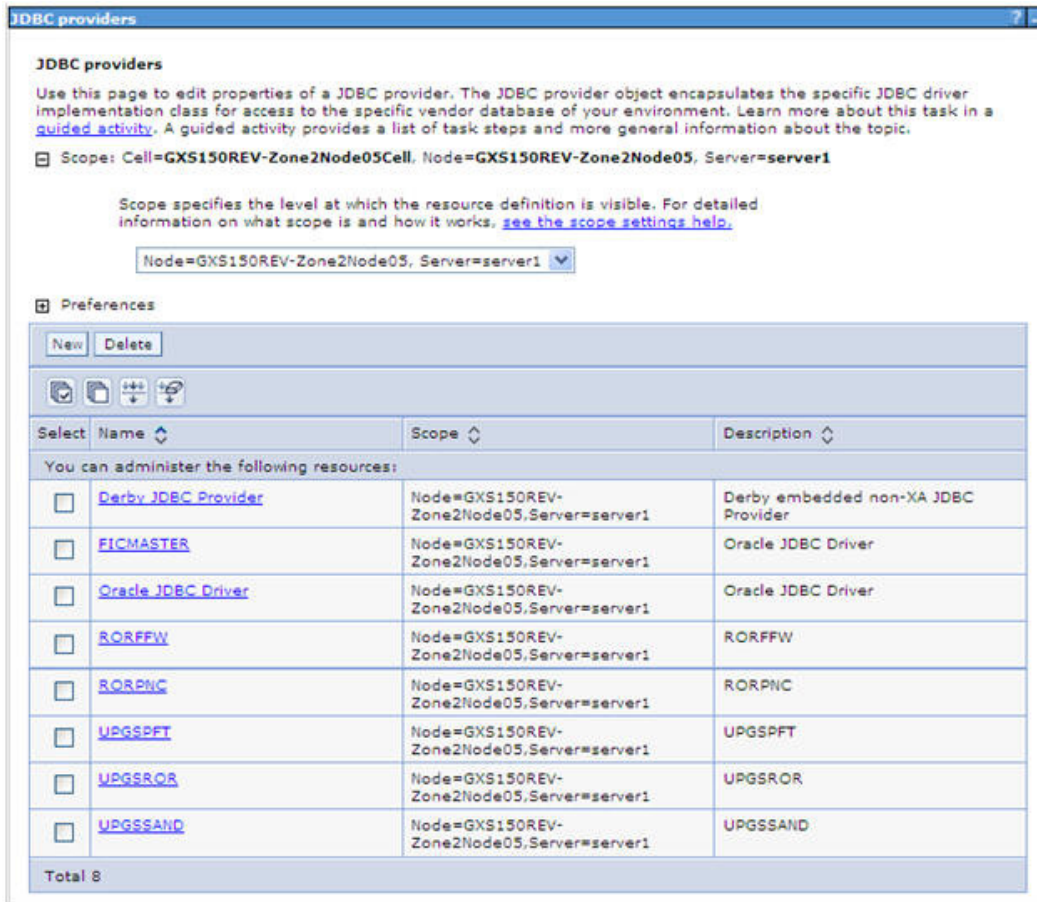 JDBC providers
?
JDBC providers
Use this page to edit properties of a JDBC provider. The JDBC provider object encapsulates the specific JDBC driver
implementation class for access to the specific vendor database of your environment. Learn more about this task in a
guided activity. A guided activity provides a list of task steps and more general information about the topic.
Scope: Cell=GXS150REV-Zone2Node05Cell, Node=GXS150REV-Zone2Node05, Server=server1
Scope specifies the level at which the resource definition is visible. For detailed
information on what scope is and how it works, see the scope settings help.
Node=GXS150REV-Zone2Node05, Server=server1
Preferences
New Delete
Select Name Scope Description
You can administer the following resources:
Derby JDBC Provider Node=GXS150REV- Derby embedded non-XA JDBC
Zone2Node05,Server=server1 Provider
FICMASTER Node=GXS150REV- Oracle JDBC Driver
Zone2Node05,Server=server1
Oracle JDBC Driver Node=GXS150REV- Oracle JDBC Driver
Zone2Node05,Server=server1
RORFFW Node=GXS150REV- RORFFW
Zone2Node05,Server=server1
RORPNC Node=GXS150REV- RORPNC
Zone2Node05,Server=server1
UPGSPFT Node=GXS150REV- UPGSPFT
Zone2Node05,Server=server1
UPGSROR Node=GXS150REV- UPGSROR
Zone2Node05,Server=server1
UPGSSAND Node=GXS150REV- UPGSSAND
Zone2Node05,Server=server1
Total 8